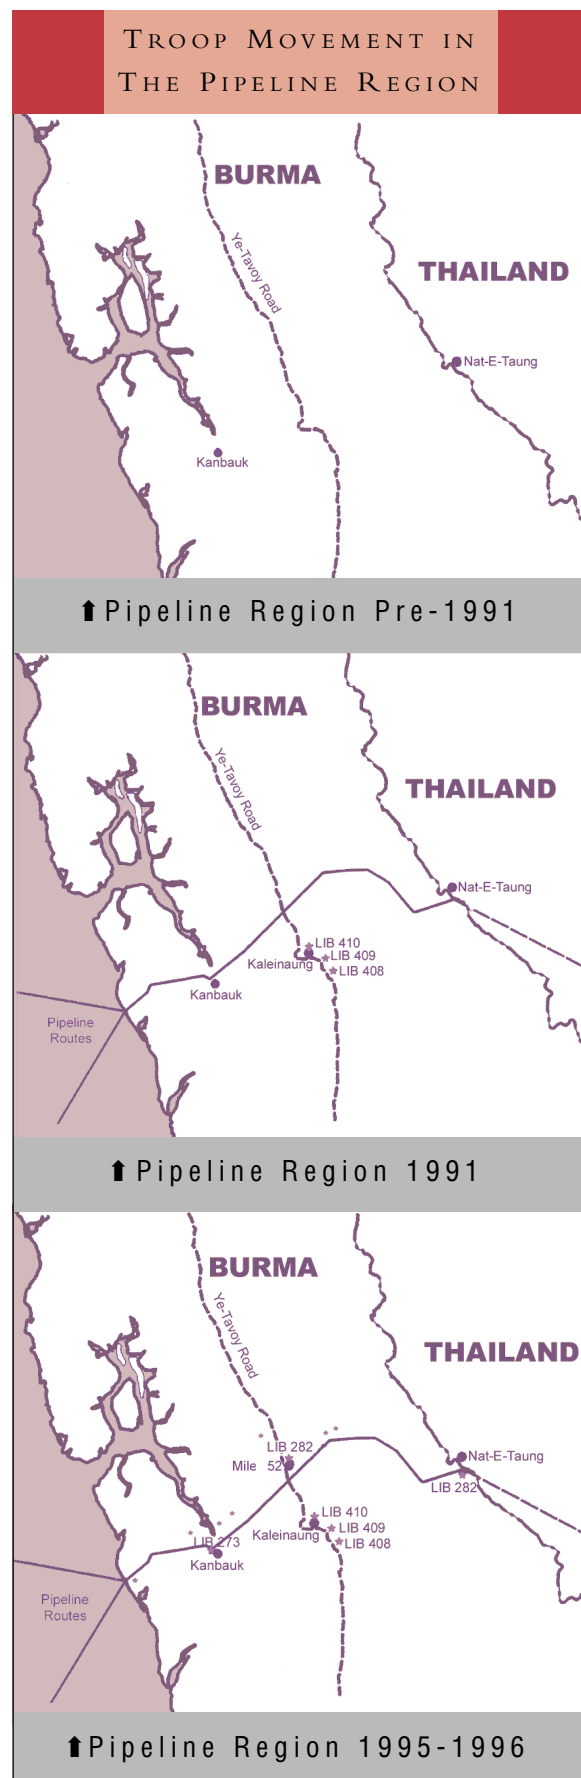 TROOP MOVEMENT IN
THE PIPELINE REGION
BURMA
Ye-Tavoy Road
THAILAND
Nat-E-Taung
Kanbauk
⬆Pipeline Region Pre-1991
BURMA
Ye-Tavoy Road
THAILAND
Nat-E-Taung
LIB 410
Kaleinaung
LIB 409
LIB 408
Kanbauk
Pipeline
Routes
⬆Pipeline Region 1991
BURMA
Ye-Tavoy Road
THAILAND
LIB 282
Nat-E-Taung
Mile 52
LIB 282
LIB 410
Kaleinaung
LIB 409
LIB 273
LIB 408
Kanbauk
Pipeline
Routes
⬆Pipeline Region 1995-1996